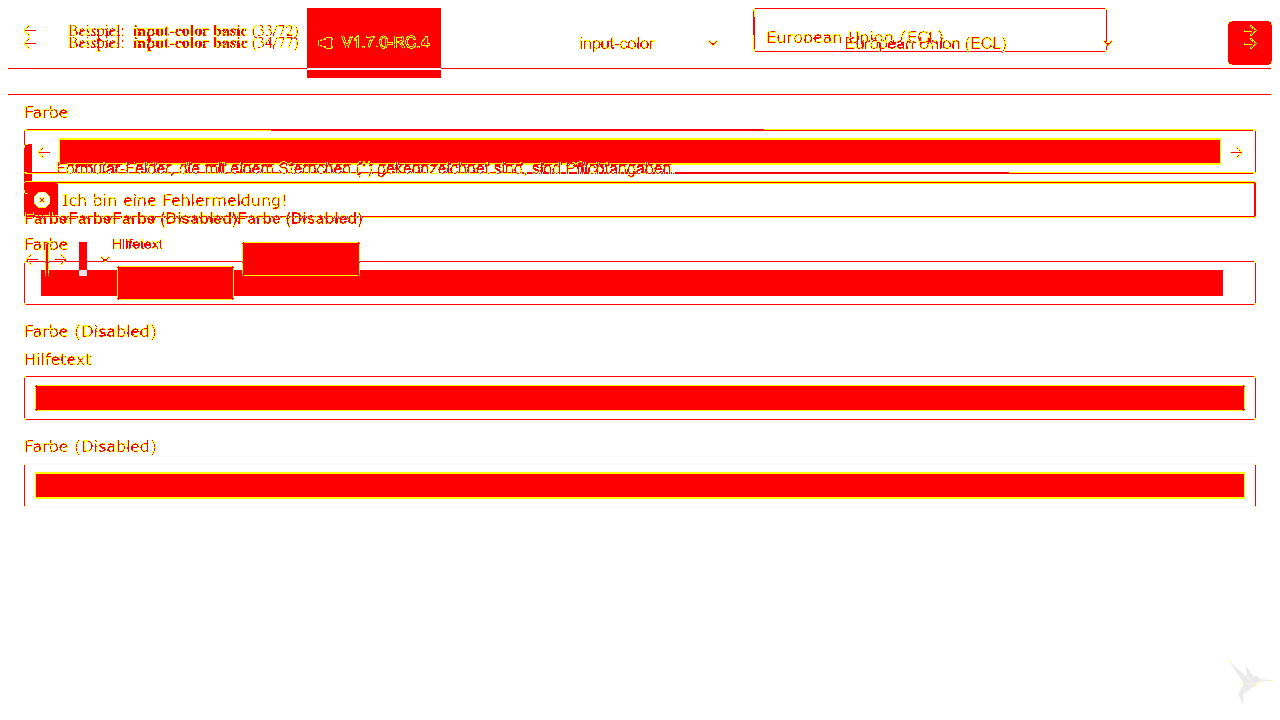 Beispiel: input-color basic (33/72)
Beispiel: input-color basic (34/77)
V1.7.0-RC.4
input-color
European Union (ECL)
European Union (ECL)
Farbe
Formular-Felder, die mit einem Sternchen (*) gekennzeichnet sind, sind Pflichtangaben.
Ich bin eine Fehlermeldung!
FarbeFarbeFarbe (Disabled)Farbe (Disabled)
Farbe
Hilfetext
Farbe (Disabled)
Hilfetext
Farbe (Disabled)